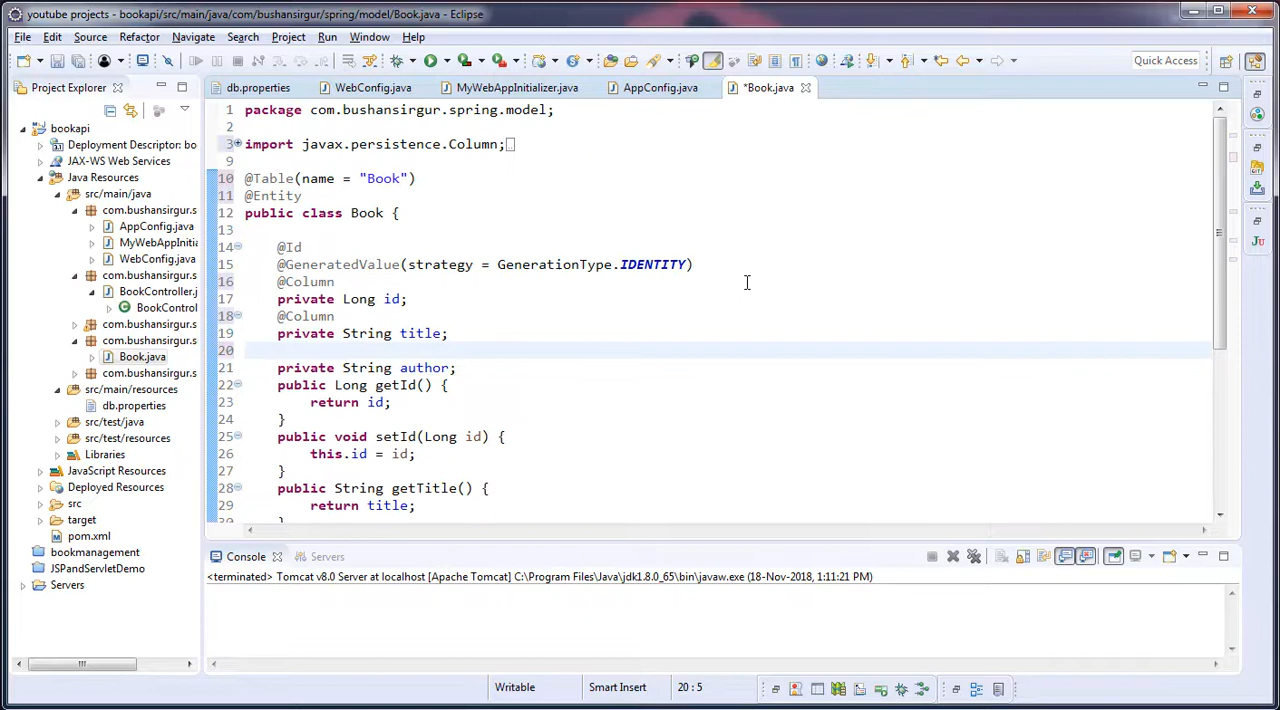 youtube projects - bookapi/src/main/java/com/bushansirgur/spring/model/Book.java - Eclipse
File Edit Source Refactor Navigate Search Project Run Window Help
Quick Access
Project Explorer
db.properties WebConfig.java MyWebAppInitializer.java AppConfig.java *Book.java
bookapi
Deployment Descriptor: bo
JAX-WS Web Services
Java Resources
src/main/java
com.bushansirgur.s
AppConfig.java
MyWebAppInitia
com.bushansirgur.s
BookController.j
BookControl
com.bushansirgur.s
com.bushansirgur.s
Book.java
com.bushansirgur.s
src/main/resources
db.properties
src/test/java
src/test/resources
Libraries
JavaScript Resources
Deployed Resources
src
target
pom.xml
bookmanagement
JSPandServletDemo
Servers
1 package com.bushansirgur.spring.model;
2
3 import javax.persistence.Column;
9
10 @Table(name = "Book")
11 @Entity
12 public class Book {
13
14 @Id
15 @GeneratedValue(strategy = GenerationType.IDENTITY)
16 @Column
17 private Long id;
18 @Column
19 private String title;
20
21 private String author;
22 public Long getId() {
23 return id;
24 }
25 public void setId(Long id) {
26 this.id = id;
27 }
28 public String getTitle() {
29 return title;
30 }
Console Servers
<terminated> Tomcat v8.0 Server at localhost [Apache Tomcat] C:\Program Files\Java\jdk1.8.0_65\bin\javaw.exe (18-Nov-2018, 1:11:21 PM)
Writable Smart Insert 20 : 5